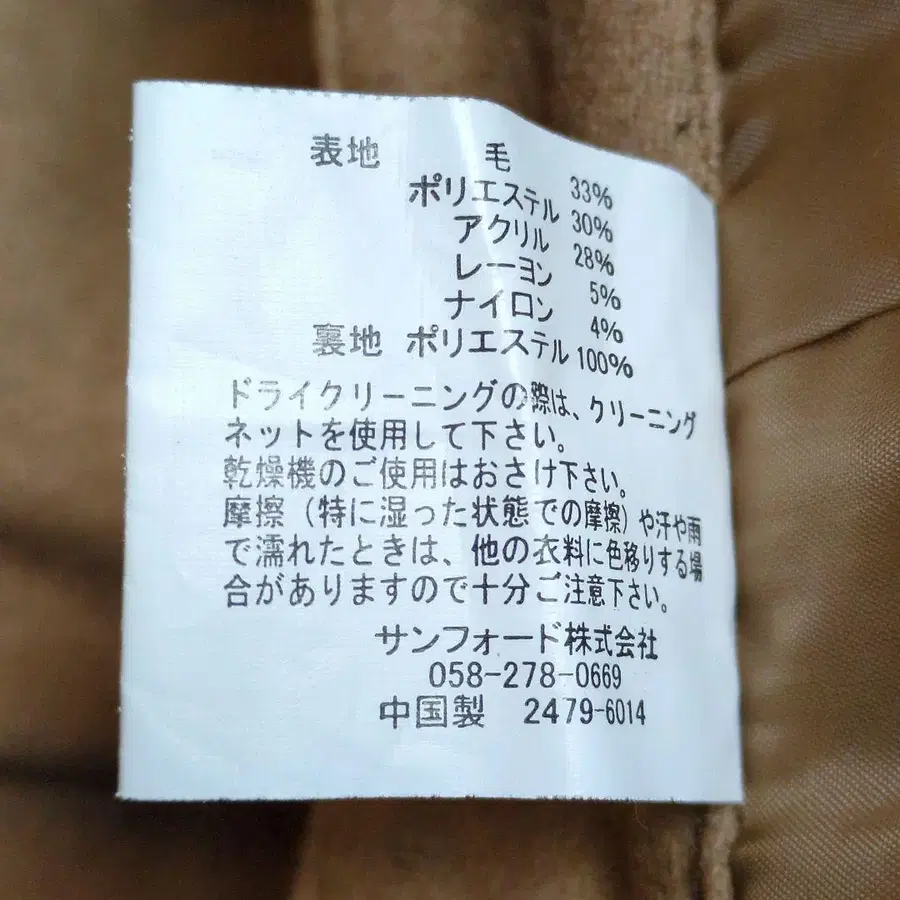 表地 毛 33%
ポリエステル 30%
アクリル 28%
レーヨン 5%
ナイロン 4%
裏地 ポリエステル 100%
ドライクリーニングの際は、クリーニング
ネットを使用して下さい。
乾燥機のご使用はおさけ下さい。
摩擦(特に湿った状態での摩擦)や汗や雨
で濡れたときは、他の衣料に色移りする場
合がありますので十分ご注意下さい。
サンフォード株式会社
058-278-0669
中国製 2479-6014